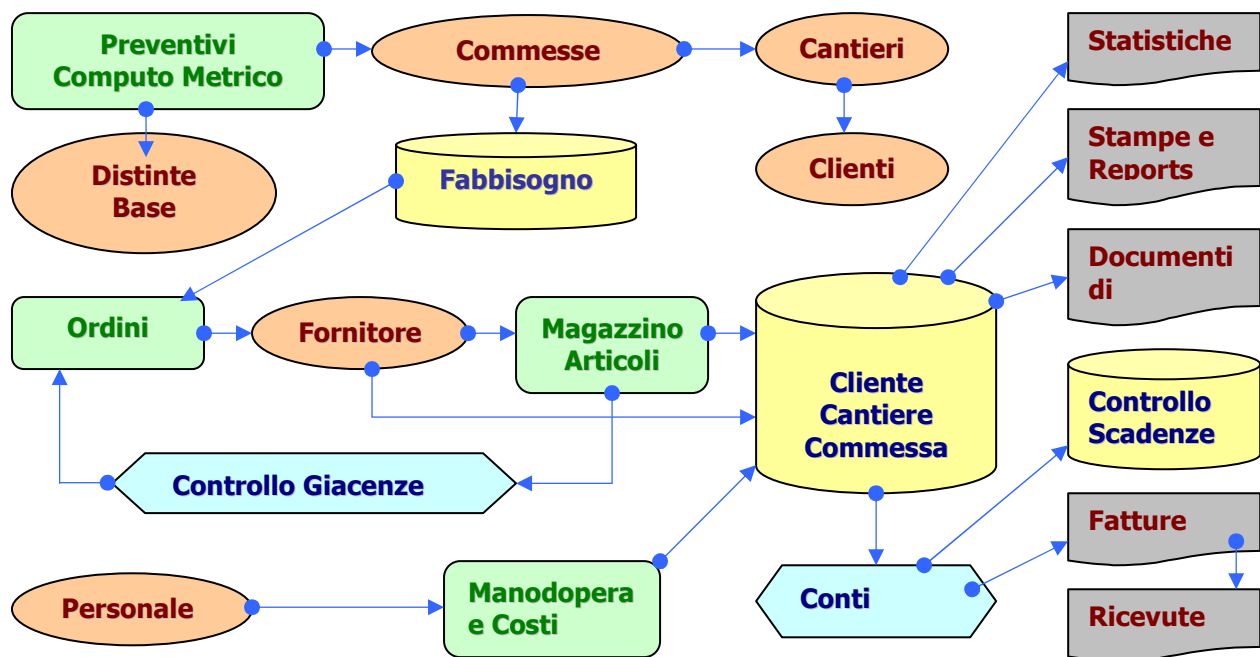 Preventivi
Computo Metrico
Commesse
Cantieri
Statistiche
Stampe e
Reports
Distinte
Base
Fabbisogno
Clienti
Documenti
di
Ordini
Fornitore
Magazzino
Articoli
Cliente
Cantiere
Commessa
Controllo
Scadenze
Controllo Giacenze
Fatture
Personale
Manodopera
e Costi
Conti
Ricevute